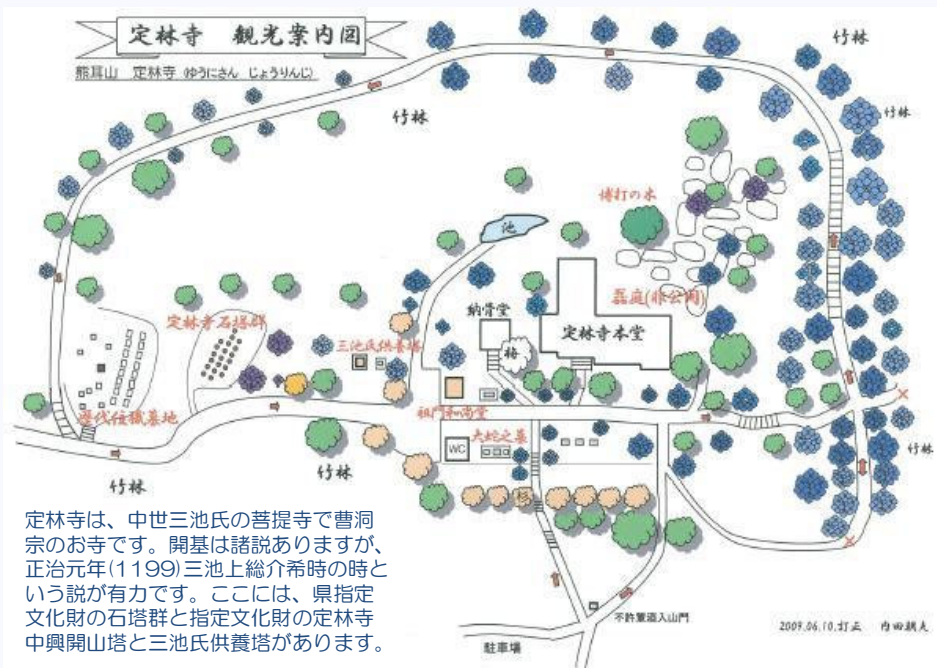 定林寺　観光案内図
熊耳山　定林寺 (ゆうにさん　じょうりんじ)
竹林
竹林
竹林
博打の木
池
磊庭(非公開)
納骨堂
定林寺本堂
梅
定林寺石塔群
三池氏供養塔
祖門和尚堂
歴代住職墓地
WC
大蛇之墓
竹林
竹林
竹林
杉
定林寺は、中世三池氏の菩提寺で曹洞
宗のお寺です。開基は諸説ありますが、
正治元年(1199)三池上総介希時の時と
いう説が有力です。ここには、県指定
文化財の石塔群と指定文化財の定林寺
中興開山塔と三池氏供養塔があります。
不許葷酒入山門
駐車場
2009.06.10.訂正　内田朝夫